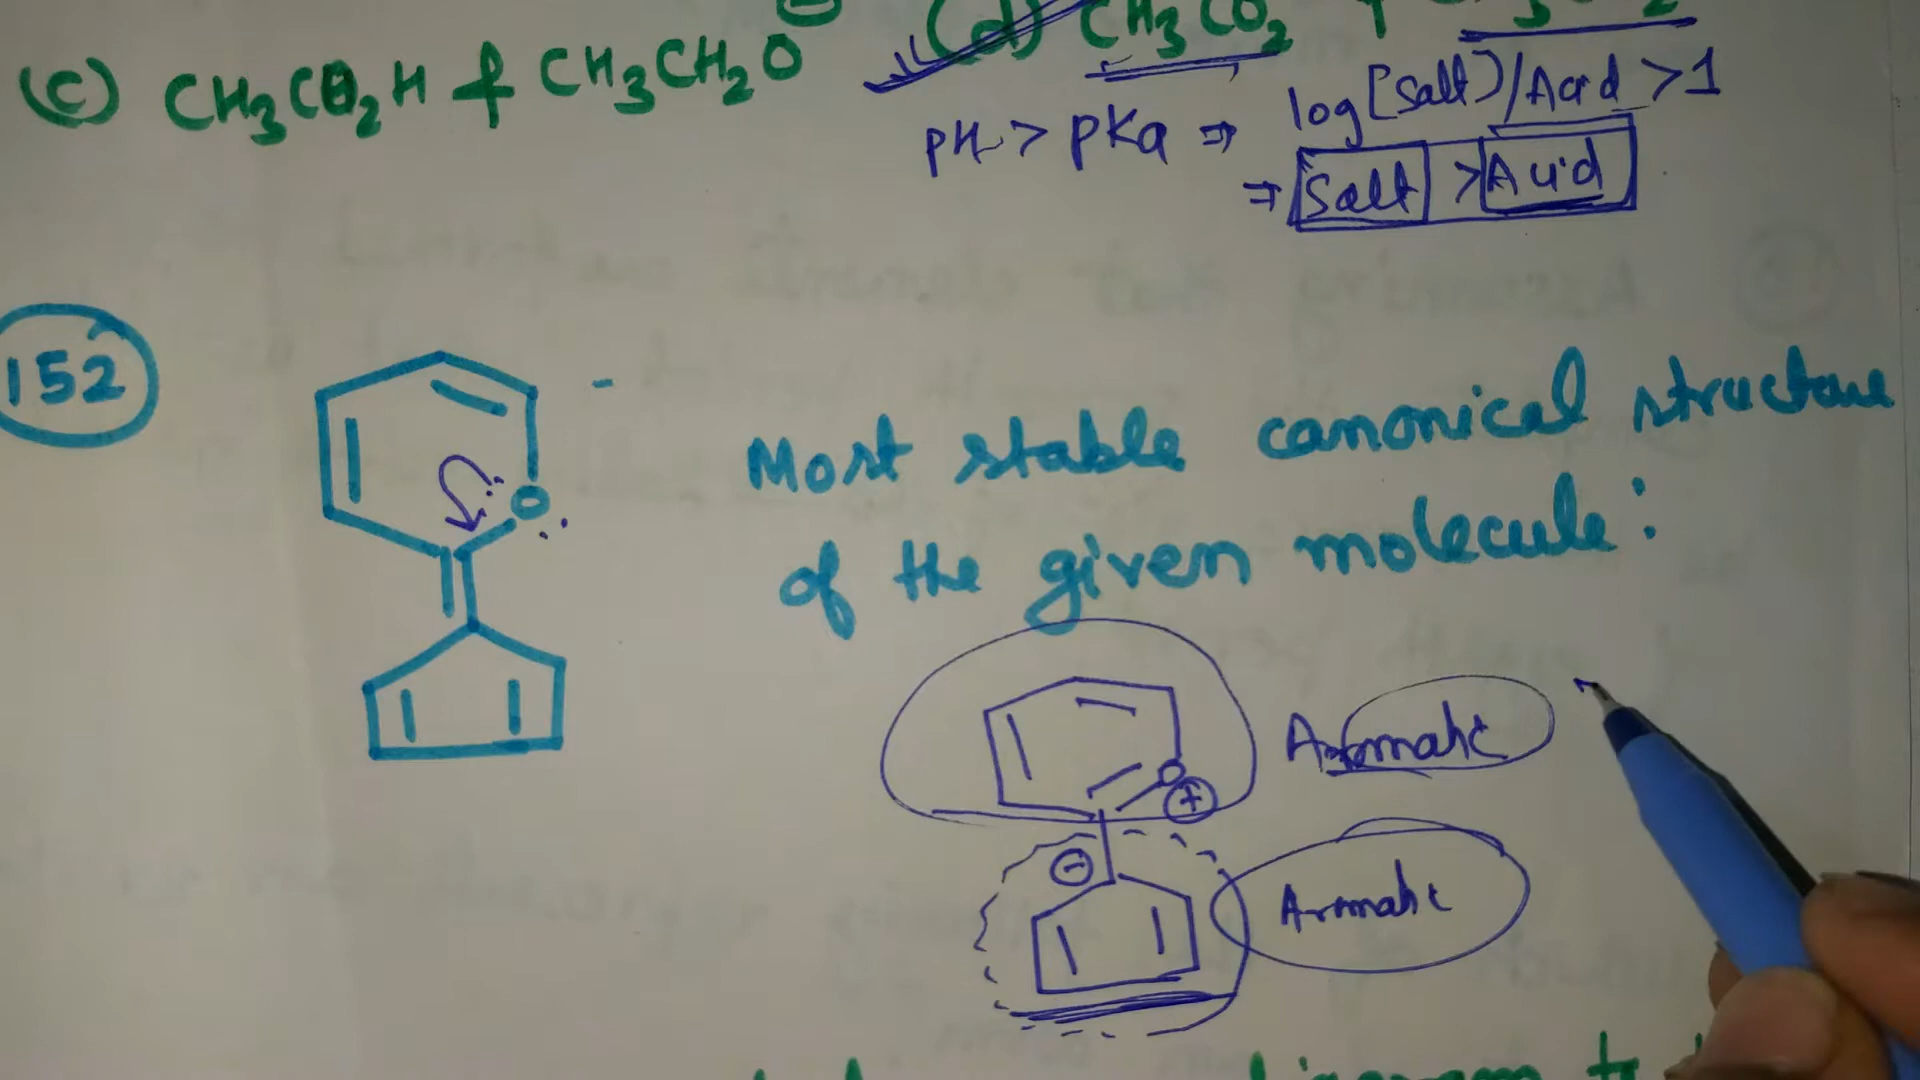 (c) CH3CO2H + CH3CH2O⊖ (d) CH3CO2
log[Salt]/Acid >1
pH > pKa ⇒
⇒ Salt > Acid
152
Most stable canonical structure
of the given molecule:
O
O
+
Aromatic
−
Aromatic